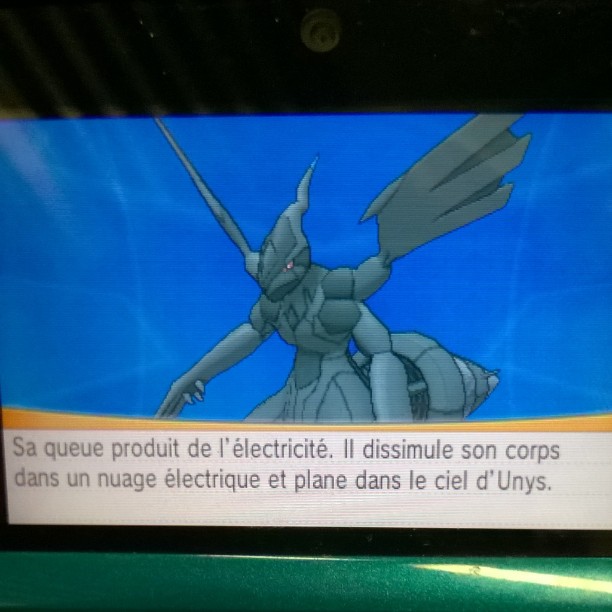 Sa queue produit de l'électricité. Il dissimule son corps
dans un nuage électrique et plane dans le ciel d'Unys.